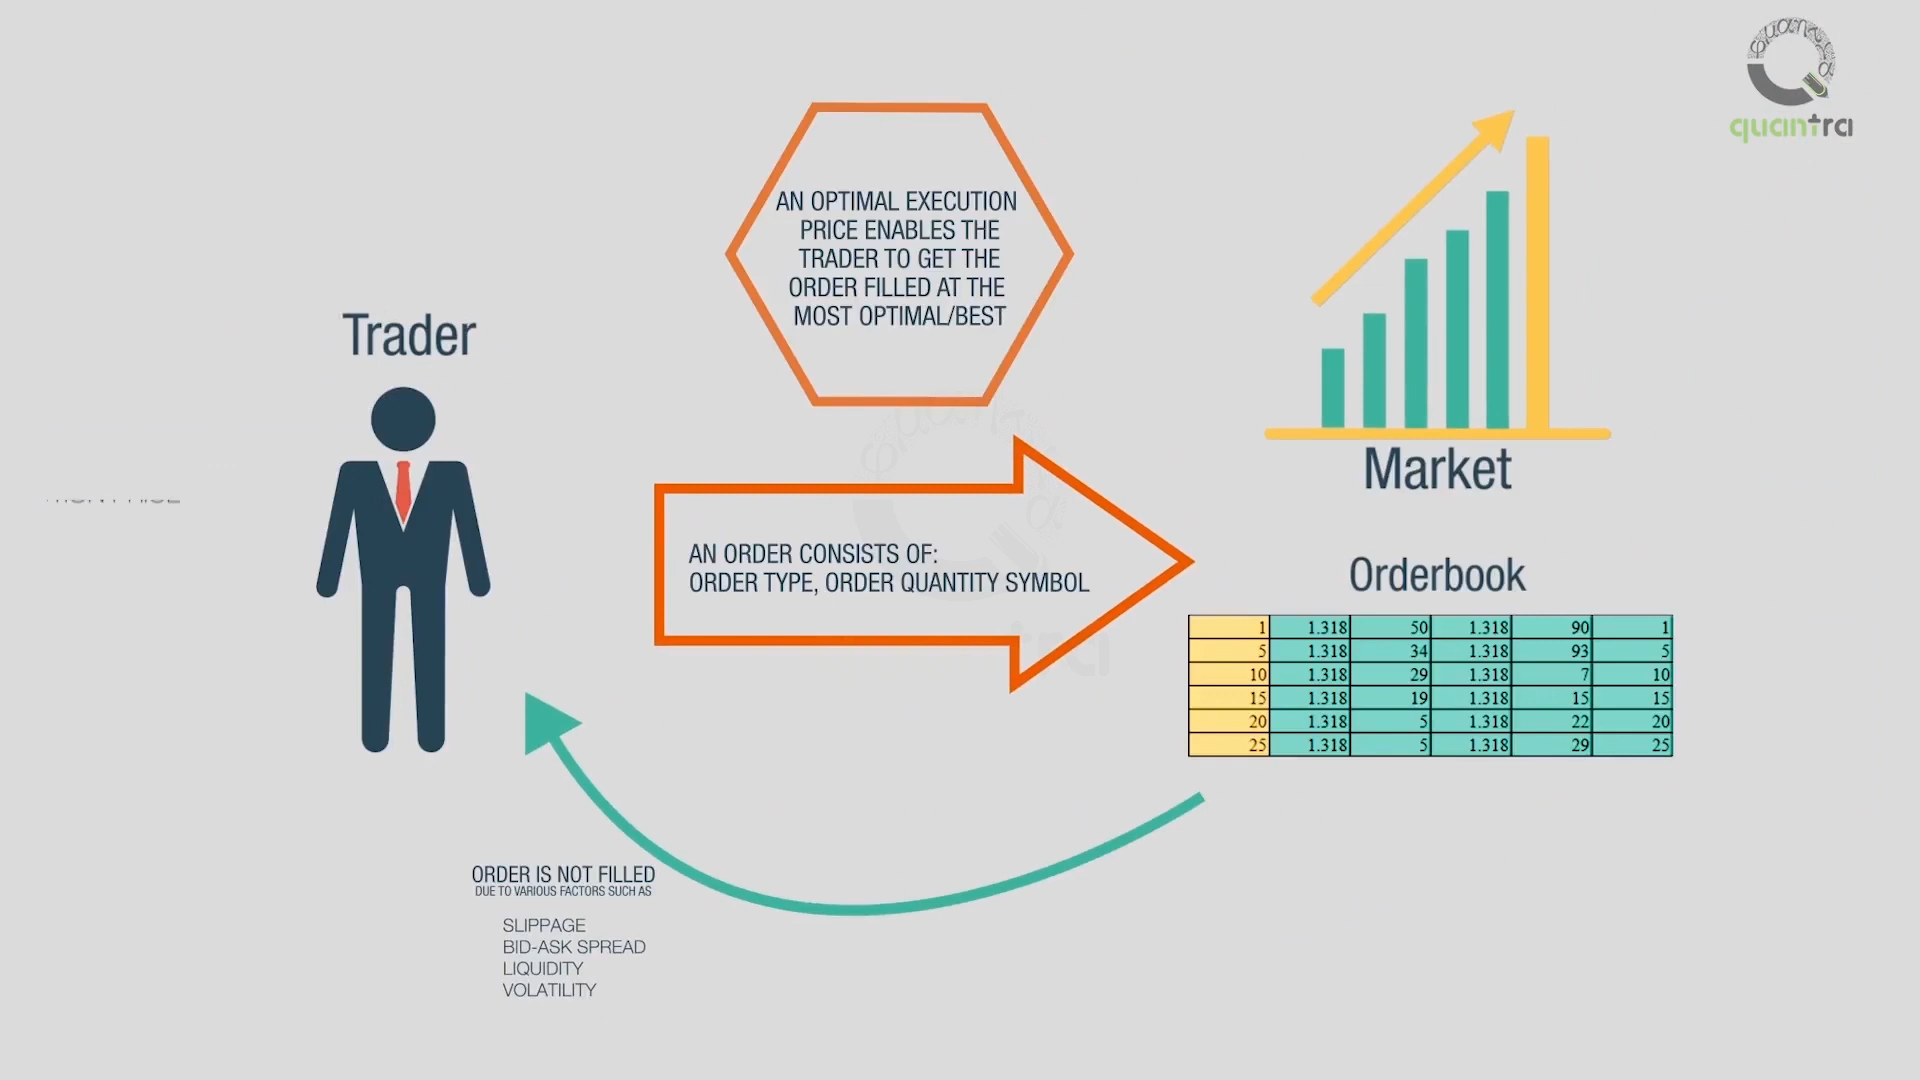 quantra
AN OPTIMAL EXECUTION
PRICE ENABLES THE
TRADER TO GET THE
ORDER FILLED AT THE
MOST OPTIMAL/BEST
Trader
Market
AN ORDER CONSISTS OF:
ORDER TYPE, ORDER QUANTITY SYMBOL
Orderbook
1 1.318 50 1.318 90 1
5 1.318 34 1.318 93 5
10 1.318 29 1.318 7 10
15 1.318 19 1.318 15 15
20 1.318 5 1.318 22 20
25 1.318 5 1.318 29 25
ORDER IS NOT FILLED
DUE TO VARIOUS FACTORS SUCH AS
SLIPPAGE
BID-ASK SPREAD
LIQUIDITY
VOLATILITY